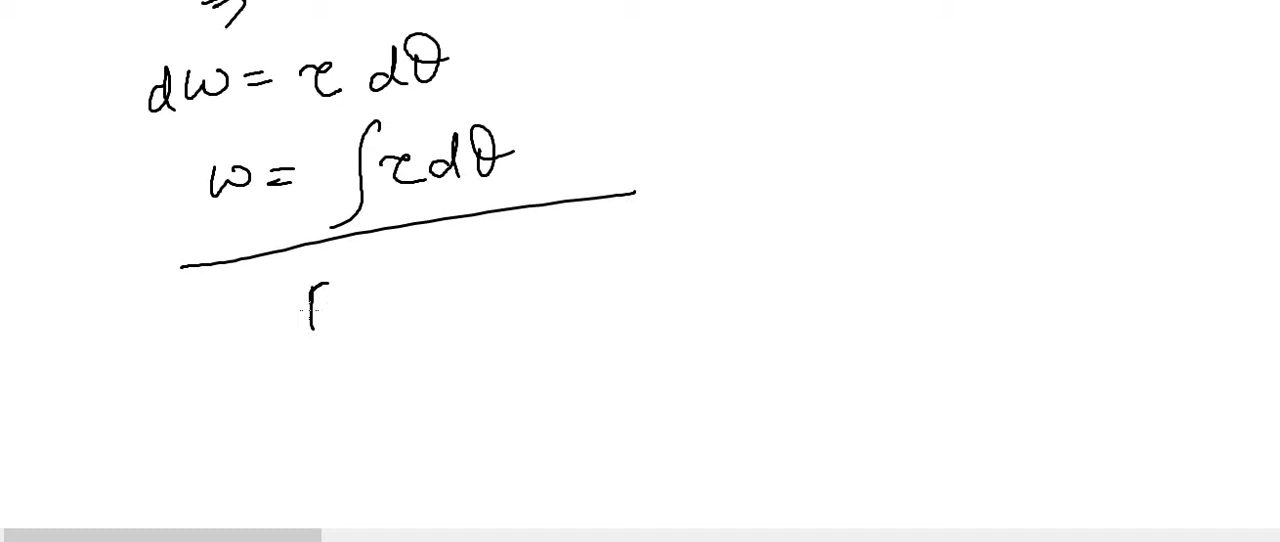 dw = τ dθ
w = ∫τdθ